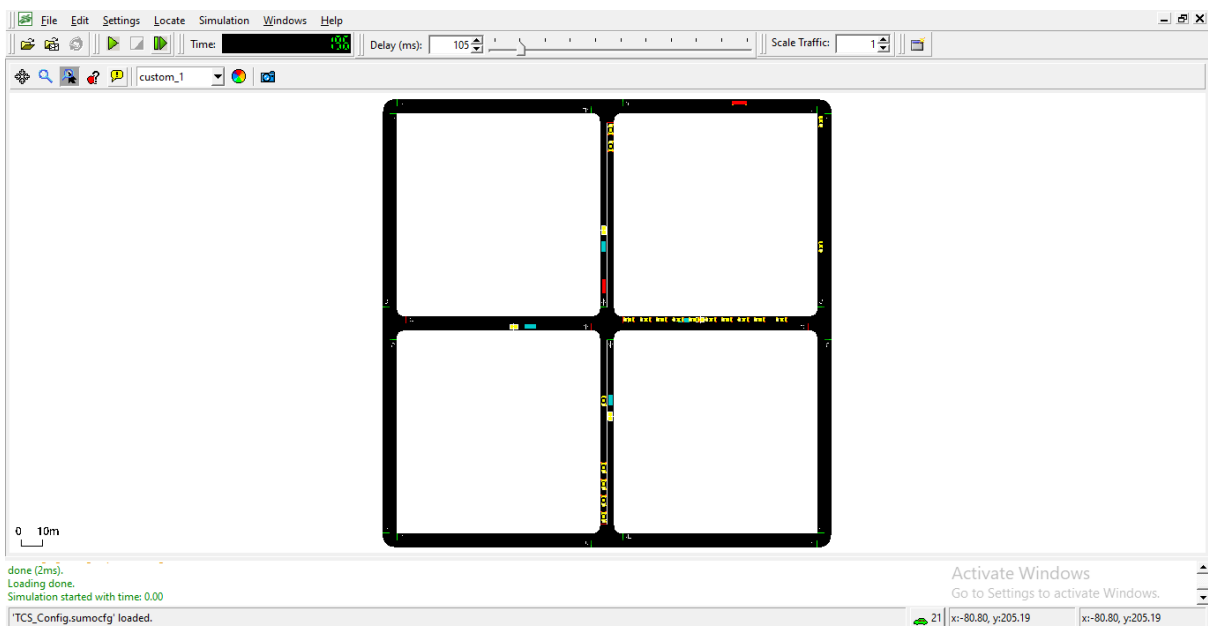 File Edit Settings Locate Simulation Windows Help
Time: 196 Delay (ms): 105 Scale Traffic: 1
custom_1
0 10m
done (2ms).
Loading done.
Simulation started with time: 0.00
Activate Windows
Go to Settings to activate Windows.
'TCS_Config.sumocfg' loaded. 21 x:-80.80, y:205.19 x:-80.80, y:205.19